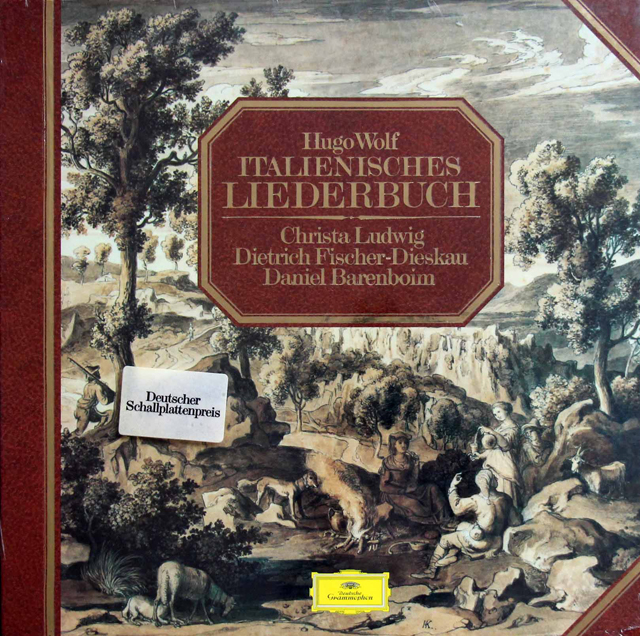 Hugo Wolf
ITALIENISCHES
LIEDERBUCH
Christa Ludwig
Dietrich Fischer-Dieskau
Daniel Barenboim
Deutscher
Schallplattenpreis
Deutsche
Grammophon